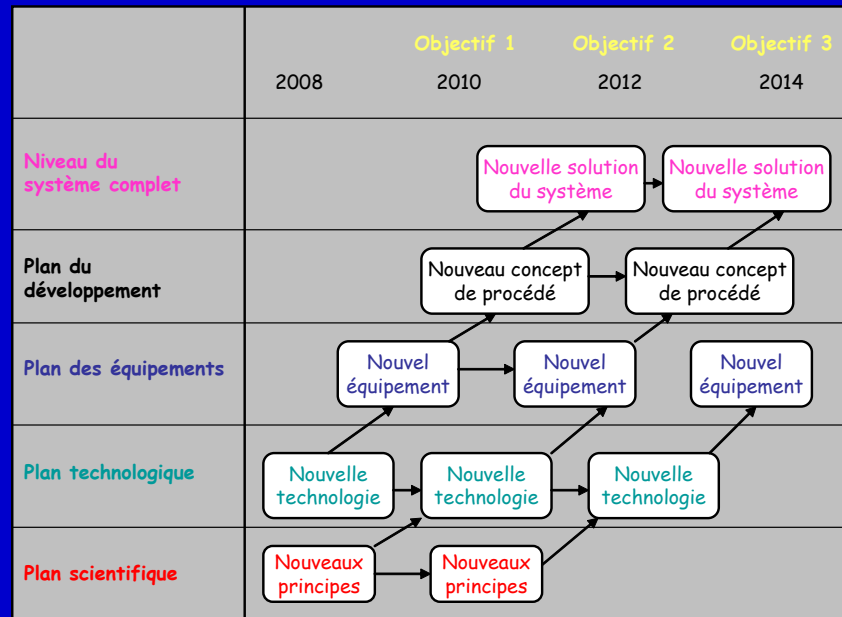 Objectif 1 Objectif 2 Objectif 3
2008 2010 2012 2014
Niveau du
système complet
Nouvelle solution
du système
Nouvelle solution
du système
Plan du
développement
Nouveau concept
de procédé
Nouveau concept
de procédé
Plan des équipements
Nouvel
équipement
Nouvel
équipement
Nouvel
équipement
Plan technologique
Nouvelle
technologie
Nouvelle
technologie
Nouvelle
technologie
Plan scientifique
Nouveaux
principes
Nouveaux
principes